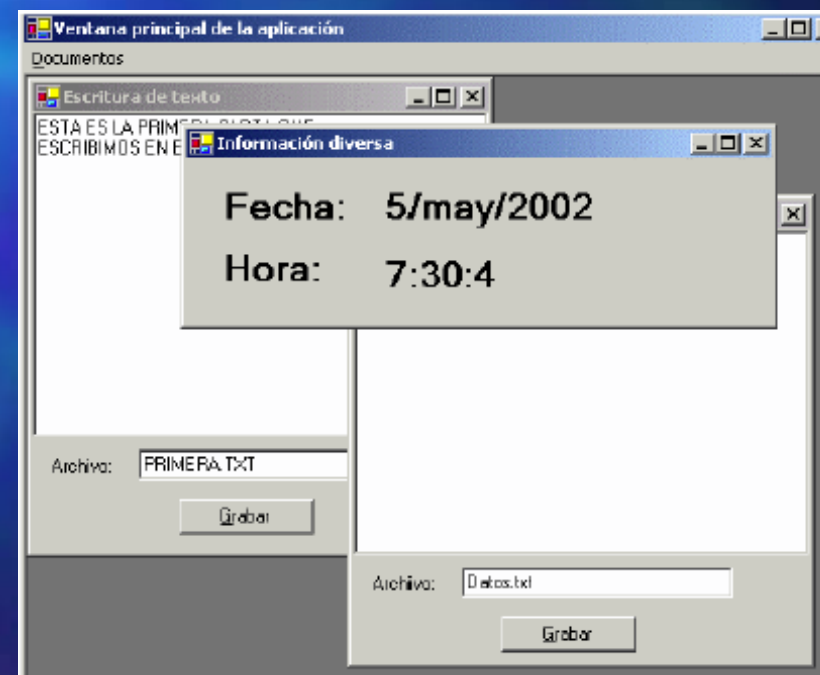 Ventana principal de la aplicación
Documentos
Escritura de texto
ESTA ES LA
ESCRIBIMOS EN
Información diversa
Fecha: 5/may/2002
Hora: 7:30:4
Archivo: PRIMERA.TXT
Grabar
Archivo: Datos.txt
Grabar